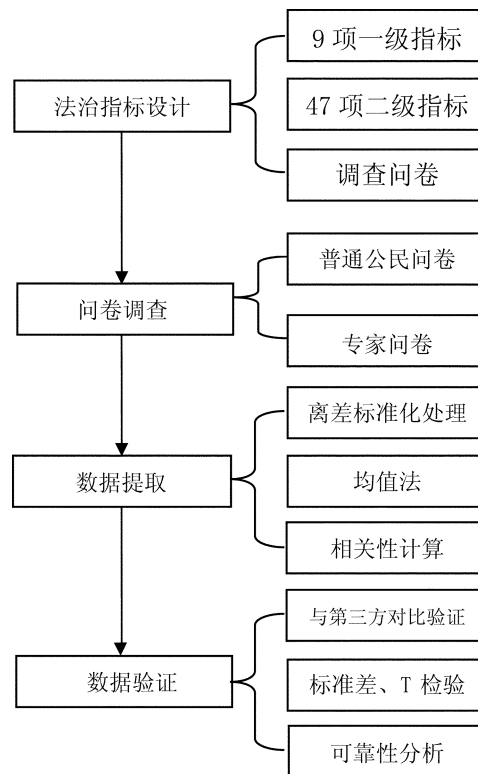 9 项一级指标
法治指标设计
47 项二级指标
调查问卷
普通公民问卷
问卷调查
专家问卷
离差标准化处理
数据提取
均值法
相关性计算
与第三方对比验证
数据验证
标准差、T 检验
可靠性分析